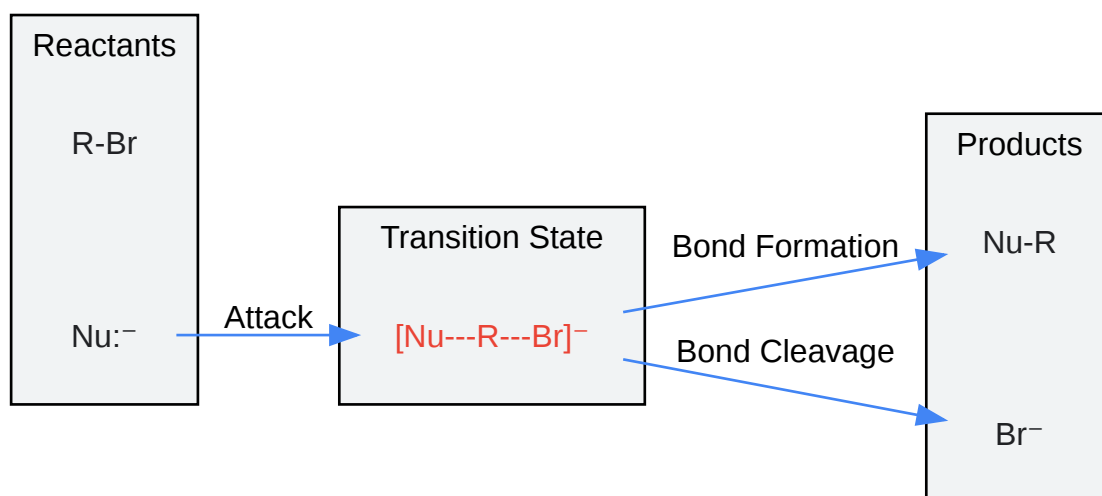 Reactants
R-Br
Nu:⁻
Attack
Transition State
[Nu---R---Br]⁻
Bond Formation
Bond Cleavage
Products
Nu-R
Br⁻